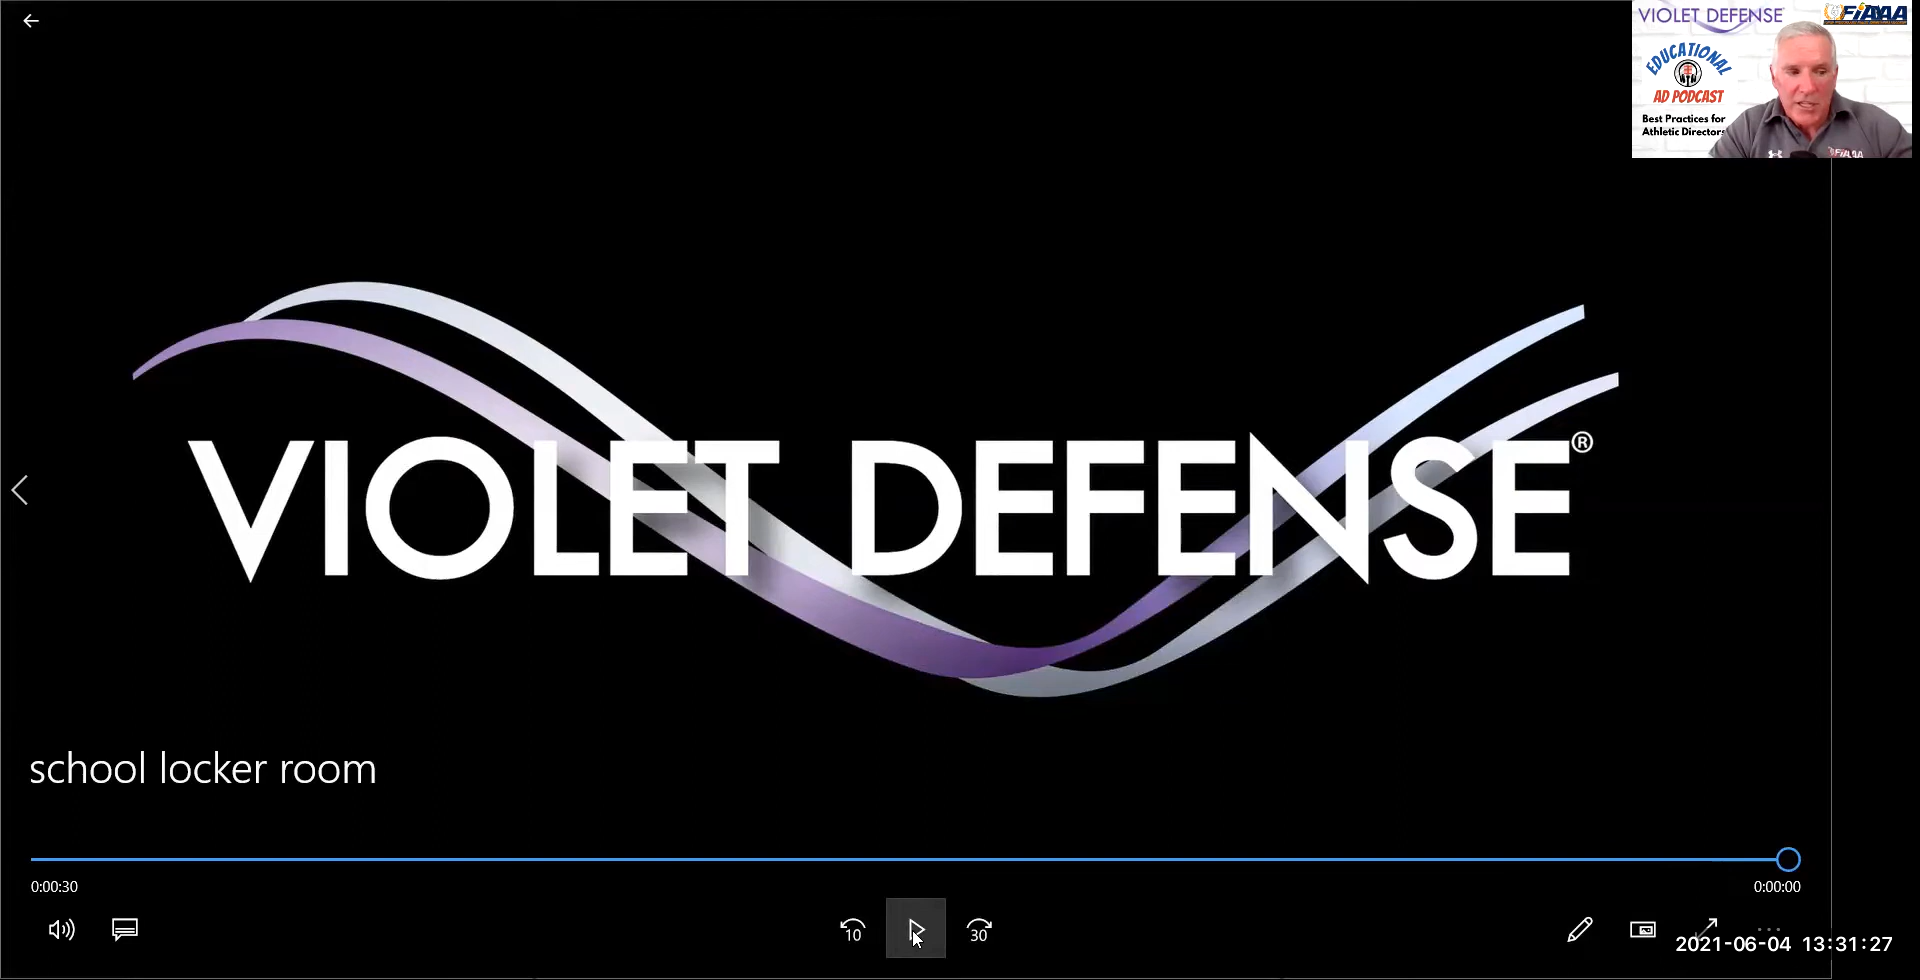 VIOLET DEFENSE
FIAAA
EDUCATIONAL
AD PODCAST
Best Practices for
Athletic Directors
FIAAA
VIOLET DEFENSE®
school locker room
0:00:30
0:00:00
10
30
2021-06-04 13:31:27